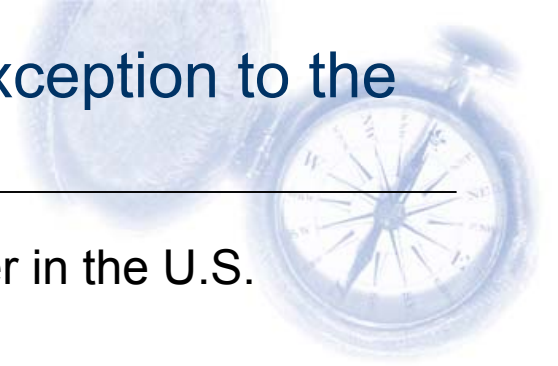 xception to the
r in the U.S.
W